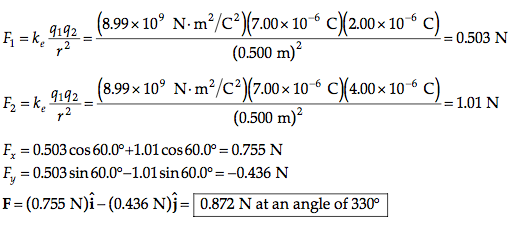 F₁ = kₑ q₁q₂/r² = (8.99 × 10⁹ N·m²/C²)(7.00 × 10⁻⁶ C)(2.00 × 10⁻⁶ C)/(0.500 m)² = 0.503 N
F₂ = kₑ q₁q₂/r² = (8.99 × 10⁹ N·m²/C²)(7.00 × 10⁻⁶ C)(4.00 × 10⁻⁶ C)/(0.500 m)² = 1.01 N
Fₓ = 0.503 cos 60.0° + 1.01 cos 60.0° = 0.755 N
F_y = 0.503 sin 60.0° − 1.01 sin 60.0° = −0.436 N
F = (0.755 N)î − (0.436 N)ĵ = 0.872 N at an angle of 330°